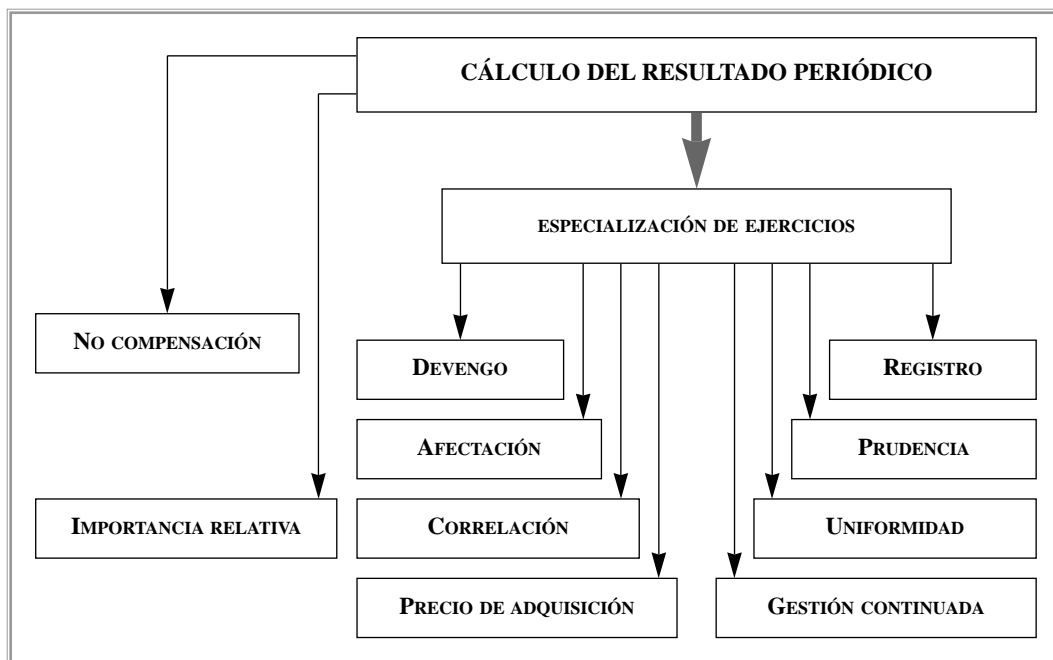 CÁLCULO DEL RESULTADO PERIÓDICO
ESPECIALIZACIÓN DE EJERCICIOS
NO COMPENSACIÓN
DEVENGO
REGISTRO
AFECTACIÓN
PRUDENCIA
IMPORTANCIA RELATIVA
CORRELACIÓN
UNIFORMIDAD
PRECIO DE ADQUISICIÓN
GESTIÓN CONTINUADA